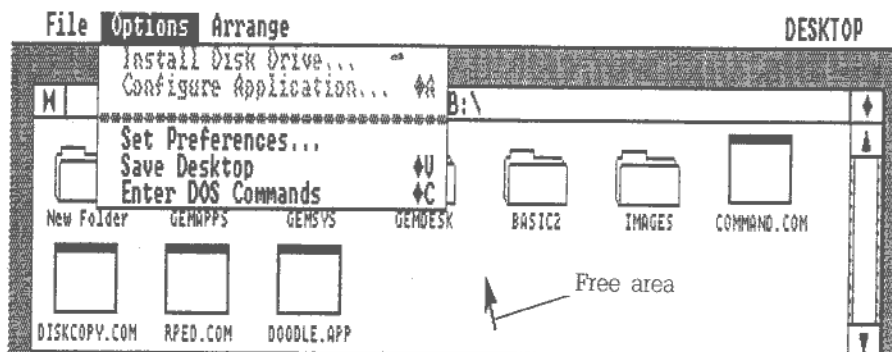 File Options Arrange DESKTOP
Install Disk Drive...
Configure Application... ♦A
B:\
Set Preferences...
Save Desktop ♦V
Enter DOS Commands ♦C
New Folder GEMAPPS GEMSYS GEMDESK BASIC2 IMAGES COMMAND.COM
Free area
DISKCOPY.COM RPED.COM DOODLE.APP